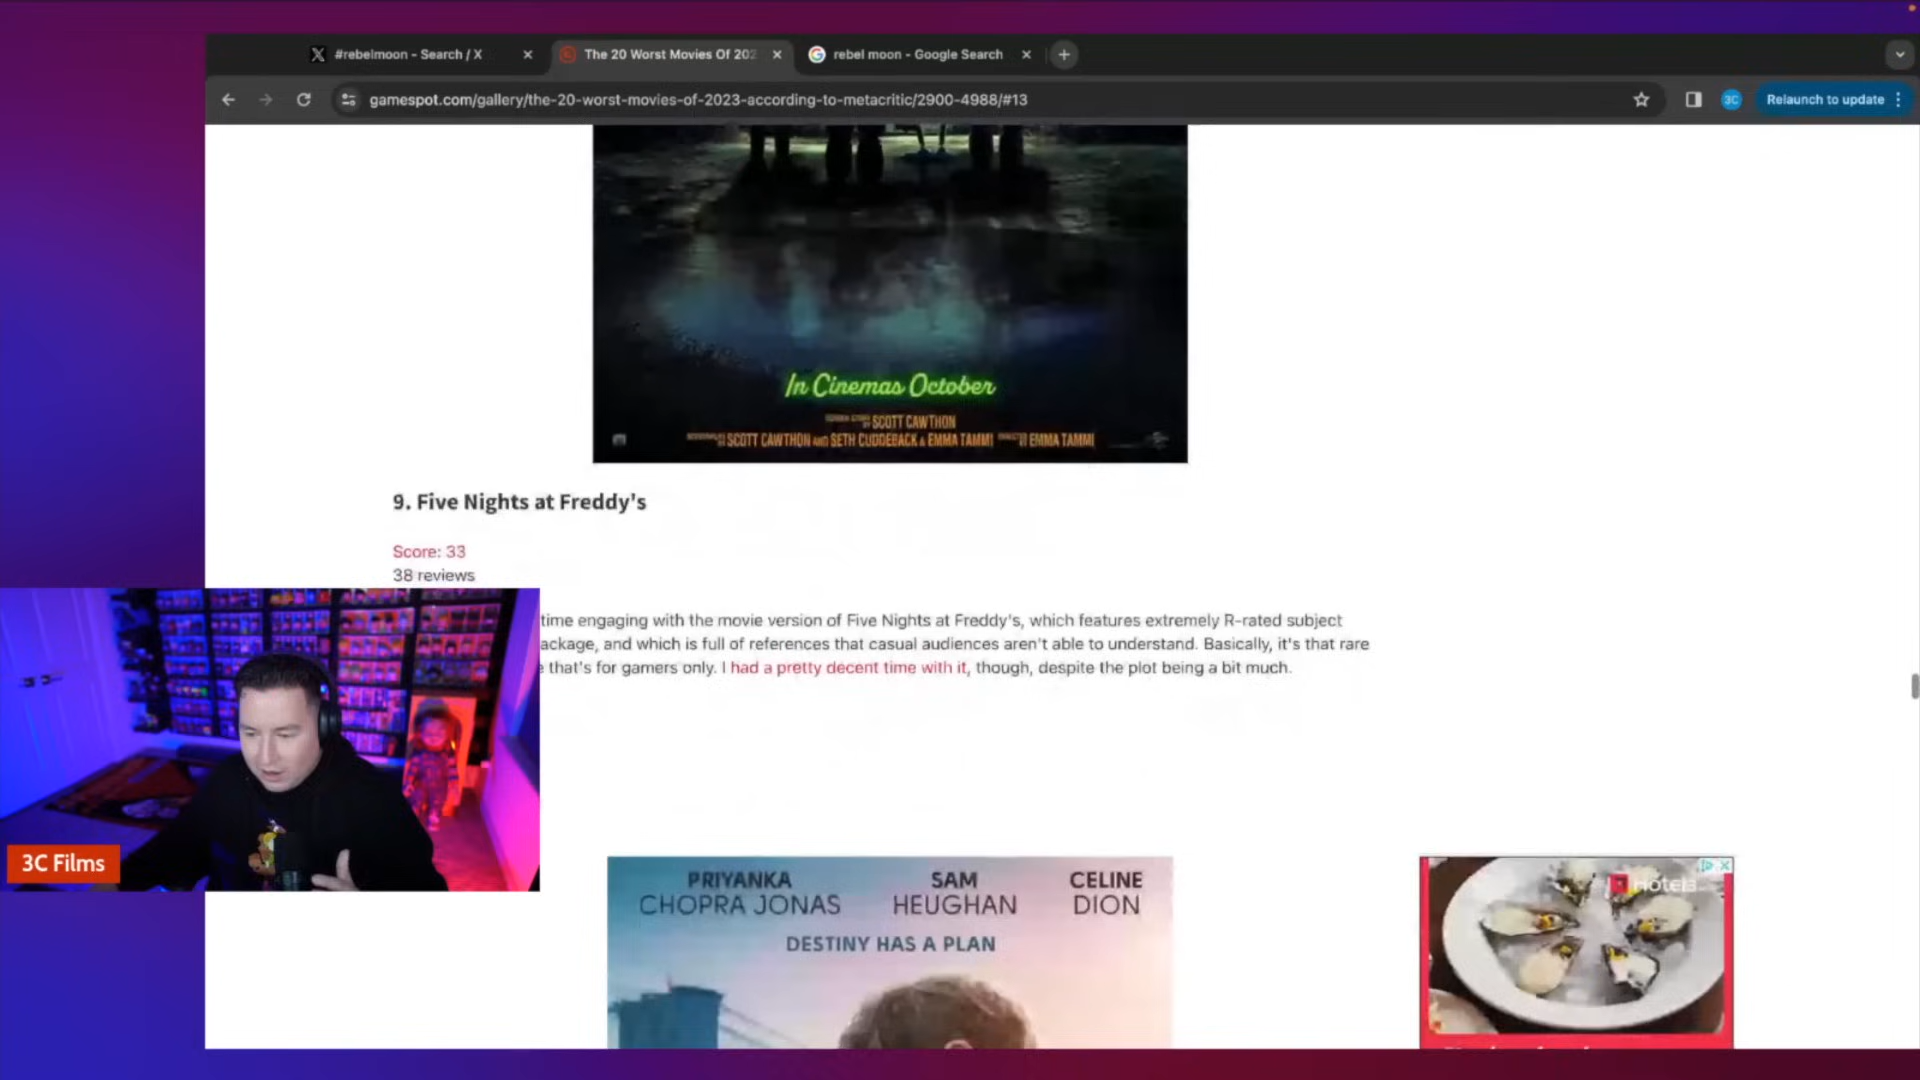 #rebelmoon - Search / X
The 20 Worst Movies Of 202
rebel moon - Google Search
gamespot.com/gallery/the-20-worst-movies-of-2023-according-to-metacritic/2900-4988/#13
3C
Relaunch to update
In Cinemas October
SCOTT CAWTHON
SCOTT CAWTHON AND SETH CUDDEBACK & EMMA TAMMI
EMMA TAMMI
9. Five Nights at Freddy's
Score: 33
38 reviews
time engaging with the movie version of Five Nights at Freddy's, which features extremely R-rated subject
ackage, and which is full of references that casual audiences aren't able to understand. Basically, it's that rare
e that's for gamers only. I had a pretty decent time with it, though, despite the plot being a bit much.
3C Films
PRIYANKA CHOPRA JONAS
SAM HEUGHAN
CELINE DION
DESTINY HAS A PLAN
Hotels